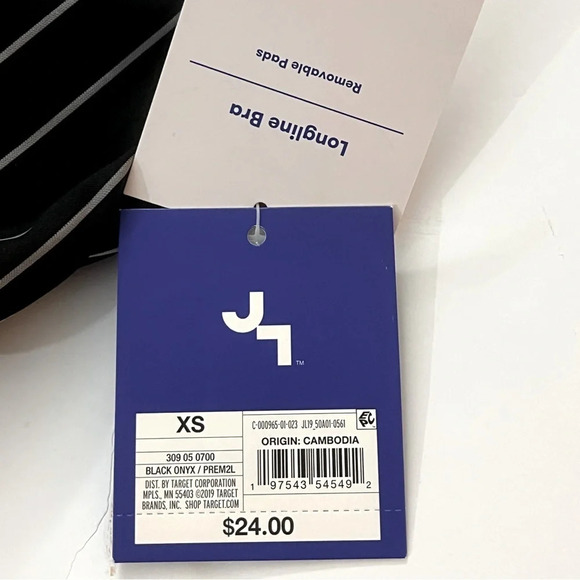 Longline Bra
Removable Pads
JL
TM
XS
309 05 0700
BLACK ONYX / PREM2L
DIST. BY TARGET CORPORATION
MPLS., MN 55403 ©2019 TARGET
BRANDS, INC. SHOP TARGET.COM
C-000965-01-023 JL19_50A01-0561
ORIGIN: CAMBODIA
1 97543 54549 2
$24.00